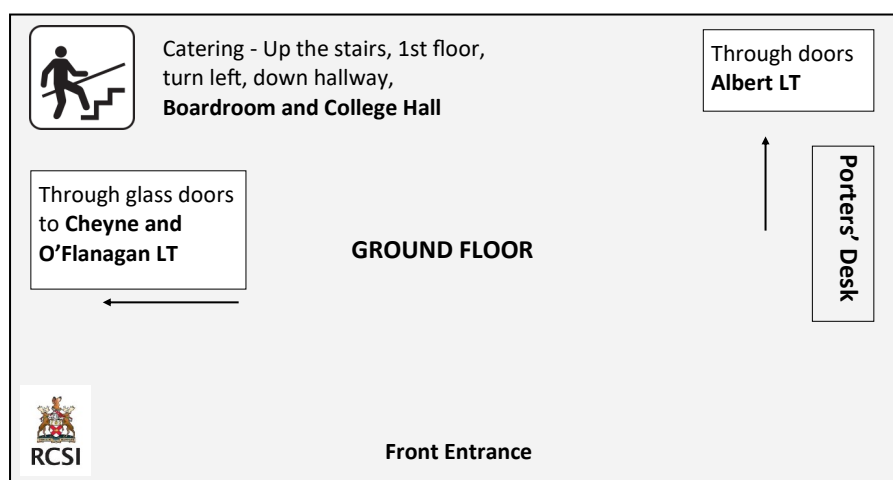 Catering - Up the stairs, 1st floor,
turn left, down hallway,
Boardroom and College Hall
Through doors
Albert LT
Through glass doors
to Cheyne and
O’Flanagan LT
GROUND FLOOR
Porters’ Desk
RCSI
Front Entrance